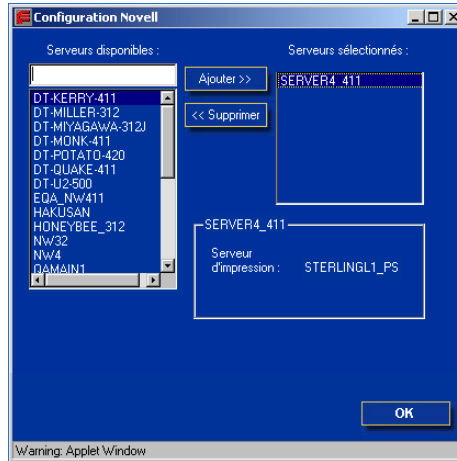 Configuration Novell
Serveurs disponibles :
Serveurs sélectionnés :
Ajouter >>
<< Supprimer
SERVER4_411
DT-KERRY-411
DT-MILLER-312
DT-MIYAGAWA-312J
DT-MONK-411
DT-POTATO-420
DT-QUAKE-411
DT-U2-500
EQA_NW411
HAKUSAN
HONEYBEE_312
NW32
NW4
QAMAIN1
SERVER4_411
Serveur
d'impression : STERLINGL1_PS
OK
Warning: Applet Window